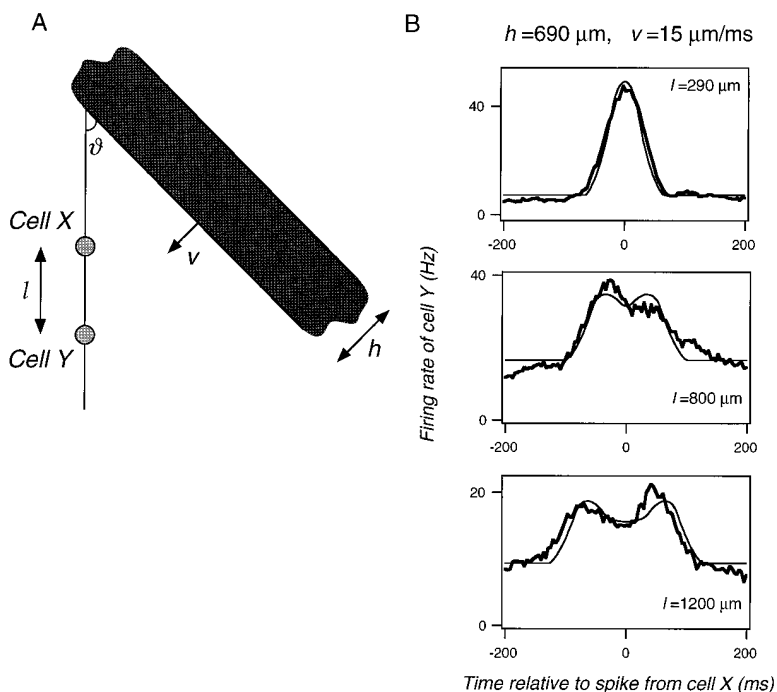 A
ϑ
Cell X
l
Cell Y
v
h
B
h =690 µm, v =15 µm/ms
Firing rate of cell Y (Hz)
40
0
l =290 µm
-200 0 200
40
0
l =800 µm
-200 0 200
20
0
l =1200 µm
-200 0 200
Time relative to spike from cell X (ms)